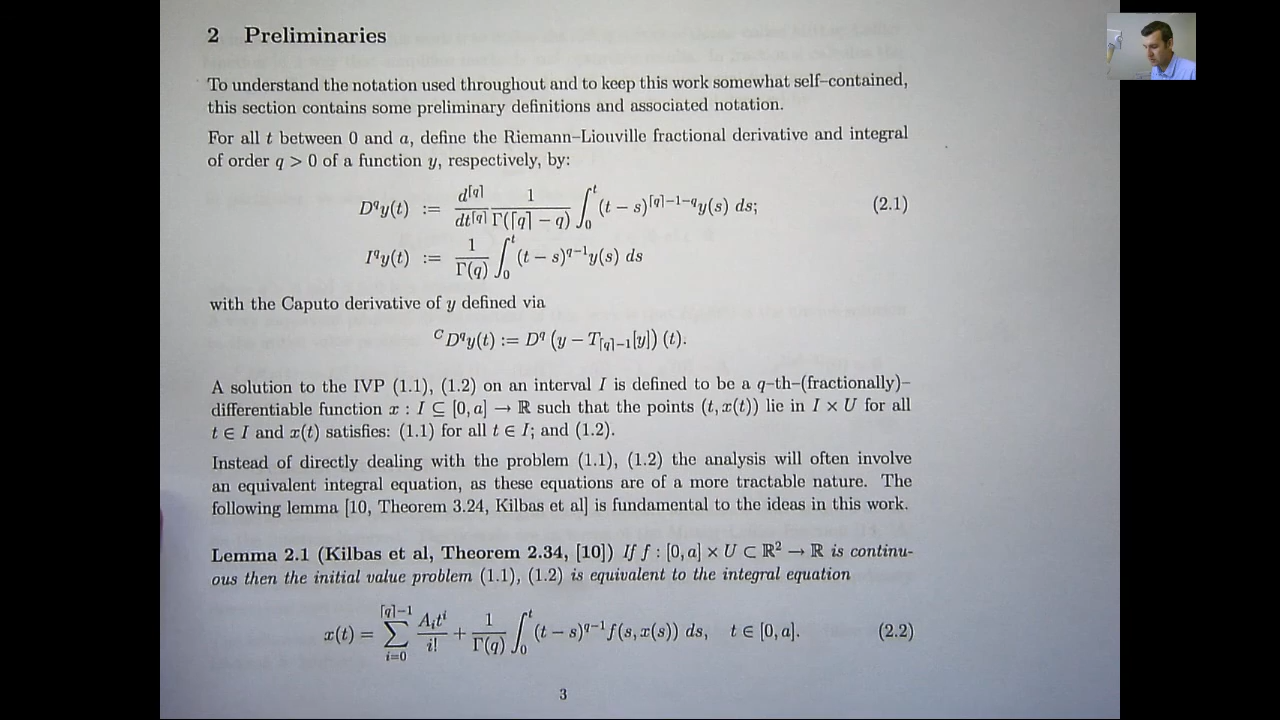 2 Preliminaries
To understand the notation used throughout and to keep this work somewhat self–contained,
this section contains some preliminary definitions and associated notation.
For all t between 0 and a, define the Riemann–Liouville fractional derivative and integral
of order q > 0 of a function y, respectively, by:
D^q y(t) := d^⌈q⌉/dt^⌈q⌉ 1/Γ(⌈q⌉ − q) ∫_0^t (t − s)^{⌈q⌉−1−q} y(s) ds; (2.1)
I^q y(t) := 1/Γ(q) ∫_0^t (t − s)^{q−1} y(s) ds
with the Caputo derivative of y defined via
^C D^q y(t) := D^q (y − T_{⌈q⌉−1}[y]) (t).
A solution to the IVP (1.1), (1.2) on an interval I is defined to be a q–th–(fractionally)–
differentiable function x : I ⊆ [0, a] → ℝ such that the points (t, x(t)) lie in I × U for all
t ∈ I and x(t) satisfies: (1.1) for all t ∈ I; and (1.2).
Instead of directly dealing with the problem (1.1), (1.2) the analysis will often involve
an equivalent integral equation, as these equations are of a more tractable nature. The
following lemma [10, Theorem 3.24, Kilbas et al] is fundamental to the ideas in this work.
Lemma 2.1 (Kilbas et al, Theorem 2.34, [10]) If f : [0, a] × U ⊂ ℝ² → ℝ is continu-
ous then the initial value problem (1.1), (1.2) is equivalent to the integral equation
x(t) = ∑_{i=0}^{⌈q⌉−1} A_i t^i / i! + 1/Γ(q) ∫_0^t (t − s)^{q−1} f(s, x(s)) ds, t ∈ [0, a]. (2.2)
3